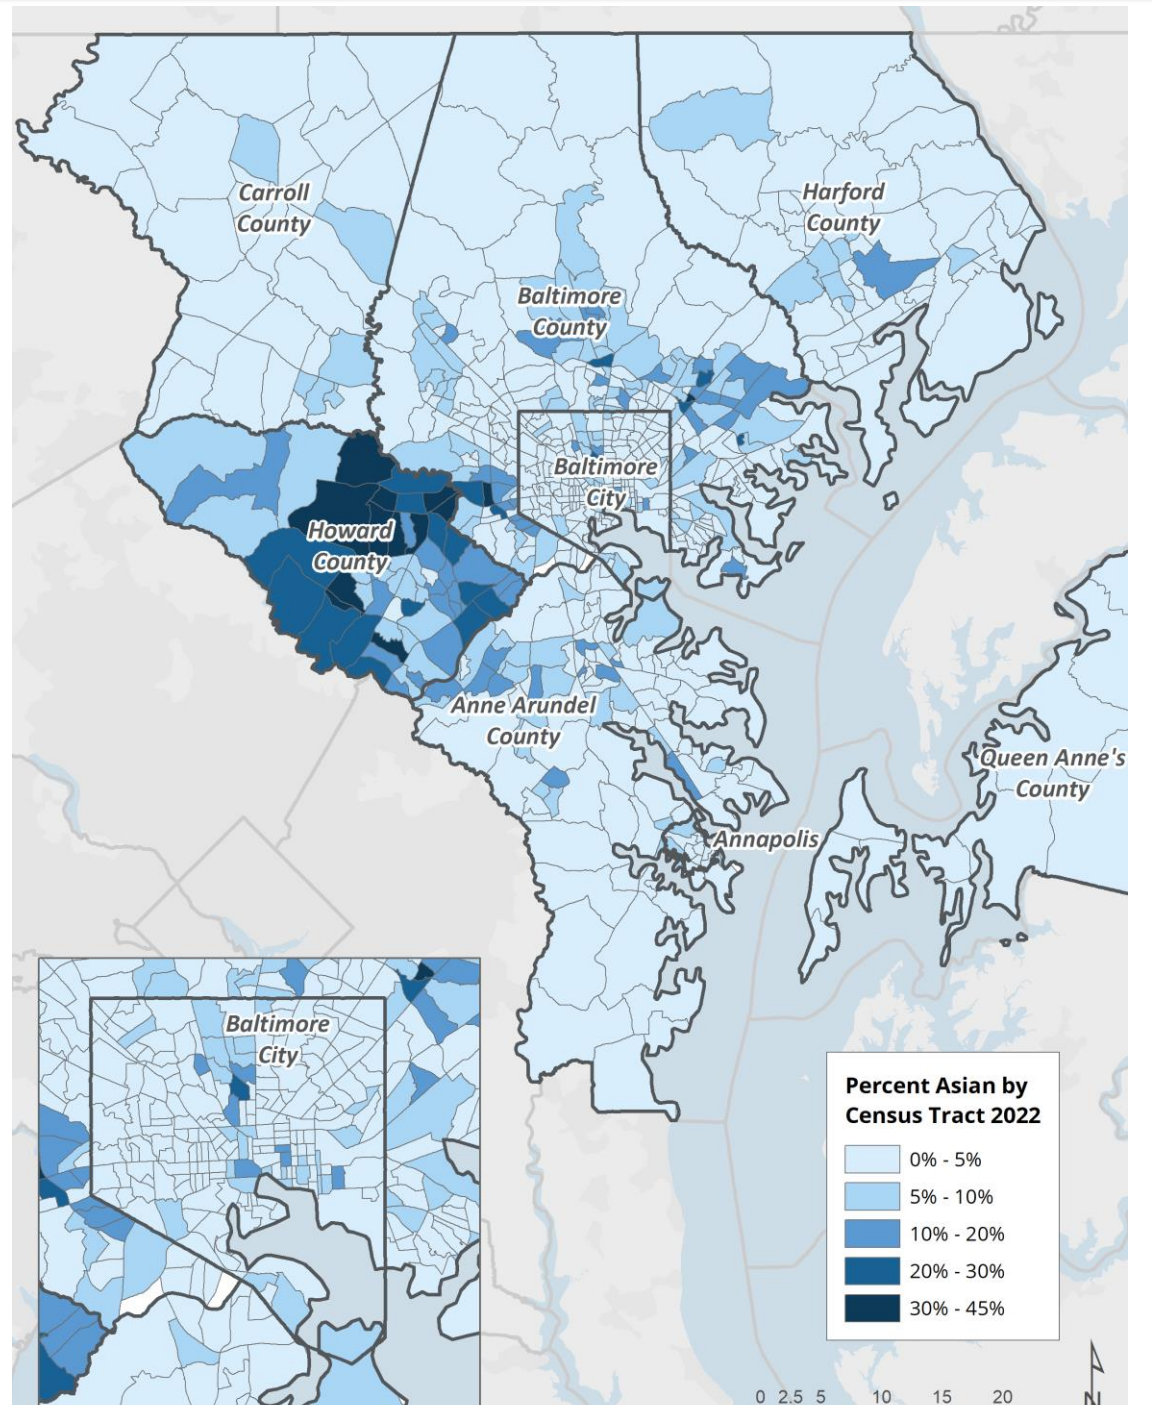 Carroll
County
Harford
County
Baltimore
County
Baltimore
City
Howard
County
Anne Arundel
County
Queen Anne's
County
Annapolis
Baltimore
City
Percent Asian by
Census Tract 2022
0% - 5%
5% - 10%
10% - 20%
20% - 30%
30% - 45%
0 2.5 5 10 15 20
N